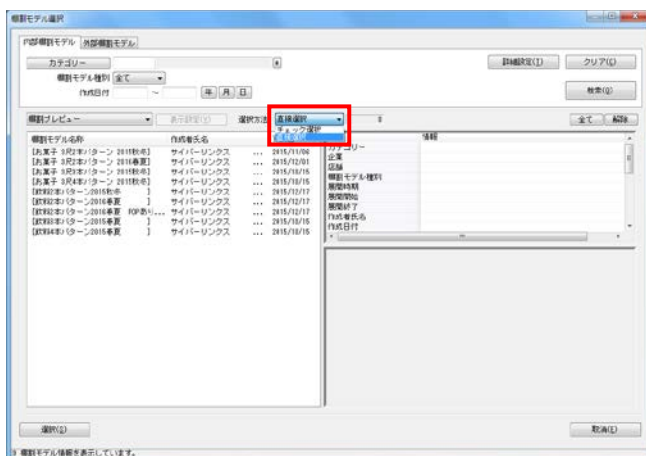 棚割モデル選択
内部棚割モデル 外部棚割モデル
カテゴリー 詳細設定(I) クリア(C)
棚割モデル種別 全て
作成日付 ～ 年 月 日 検索(Q)
棚割プレビュー 表示設定(V) 選択方法 直接選択 0 全て 解除
チェック選択
直接選択
棚割モデル名称 作成者氏名 情報
カテゴリー
[お菓子 3尺2本パターン 2015秋冬] サイバーリンクス ... 2015/11/06
企業
[お菓子 3尺2本パターン 2016春夏] サイバーリンクス ... 2015/12/01
店舗
[お菓子 3尺3本パターン 2015秋冬] サイバーリンクス ... 2015/10/15
棚割モデル種別
[お菓子 3尺4本パターン 2015秋冬] サイバーリンクス ... 2015/10/15
展開時期
[飲料2本パターン2015秋冬 ] サイバーリンクス ... 2015/12/17
展開開始
[飲料2本パターン2016春夏 ] サイバーリンクス ... 2015/12/17
展開終了
[飲料2本パターン2016春夏 POPあり... サイバーリンクス ... 2015/12/17
作成者氏名
[飲料3本パターン2015春夏 ] サイバーリンクス ... 2015/10/15
作成日付
[飲料4本パターン2015春夏 ] サイバーリンクス ... 2015/10/15
選択(Z) 取消(E)
棚割モデル情報を表示しています。